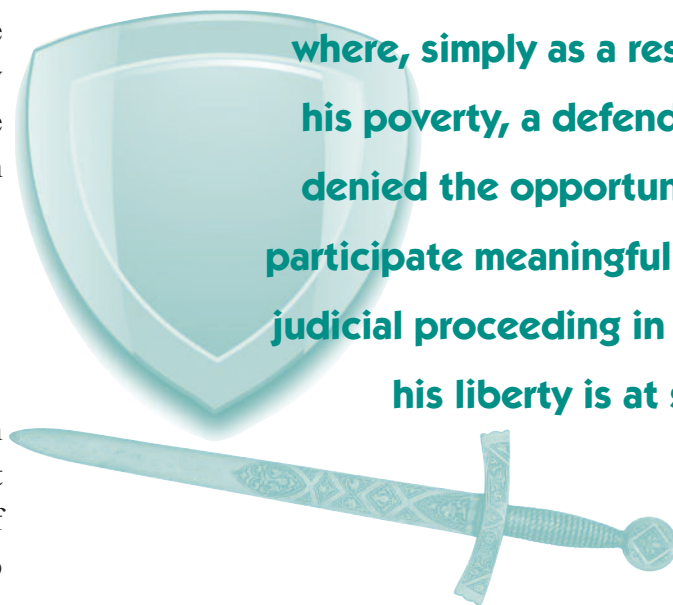 where, simply as a res
his poverty, a defend
denied the opportun
participate meaningful
judicial proceeding in
his liberty is at s